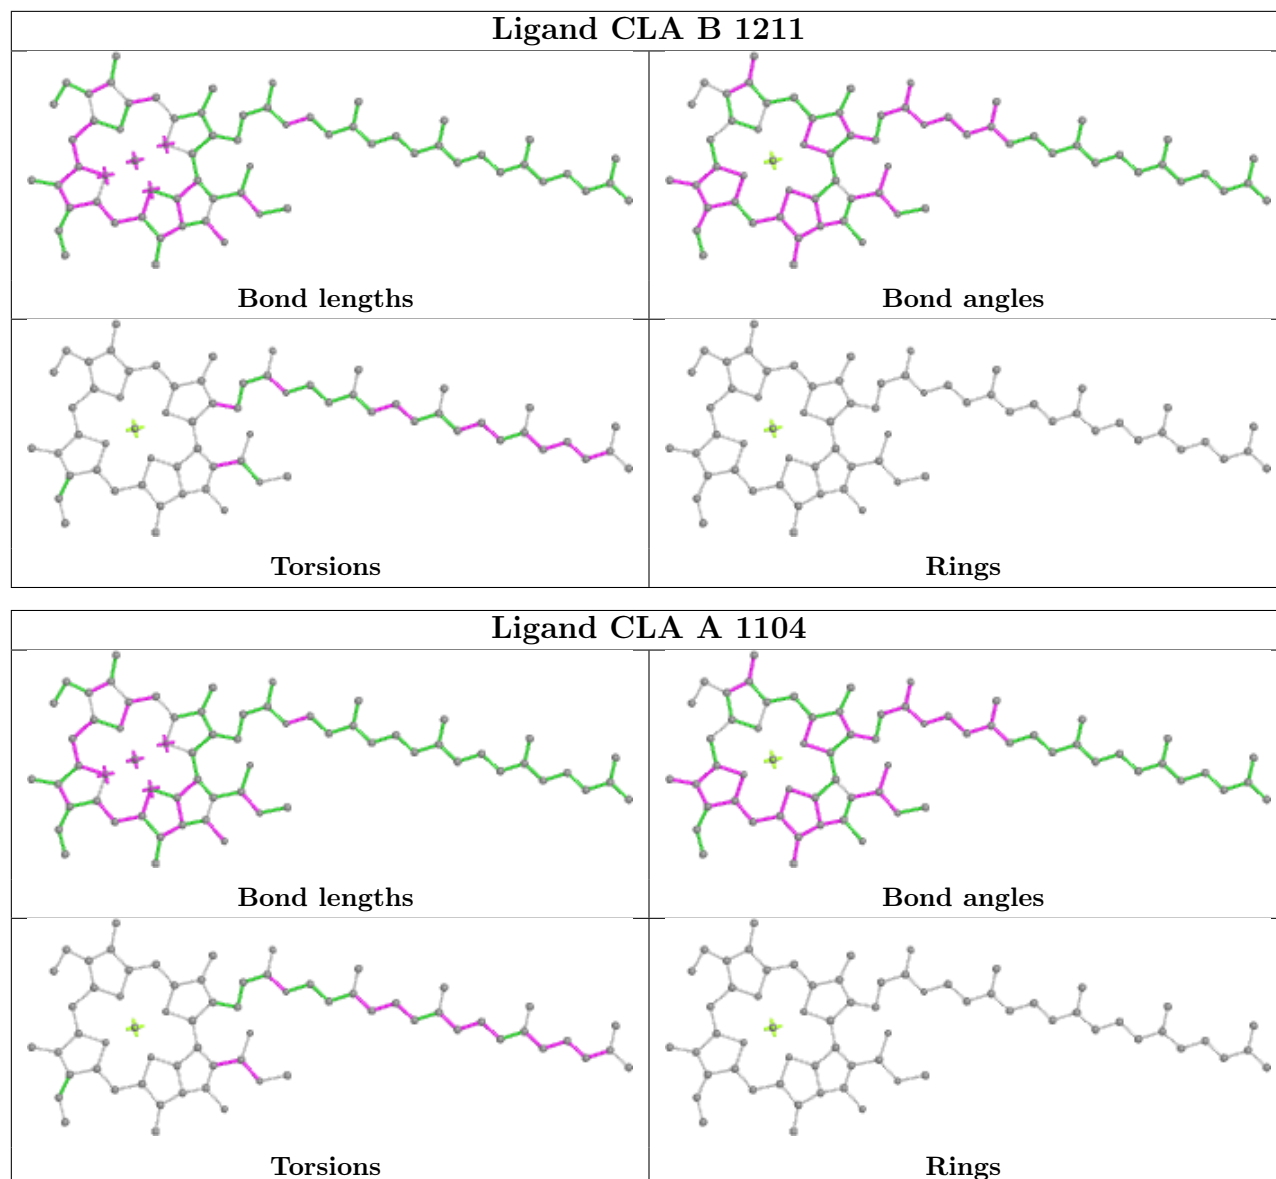 Ligand CLA B 1211
Bond lengths
Bond angles
Torsions
Rings
Ligand CLA A 1104
Bond lengths
Bond angles
Torsions
Rings